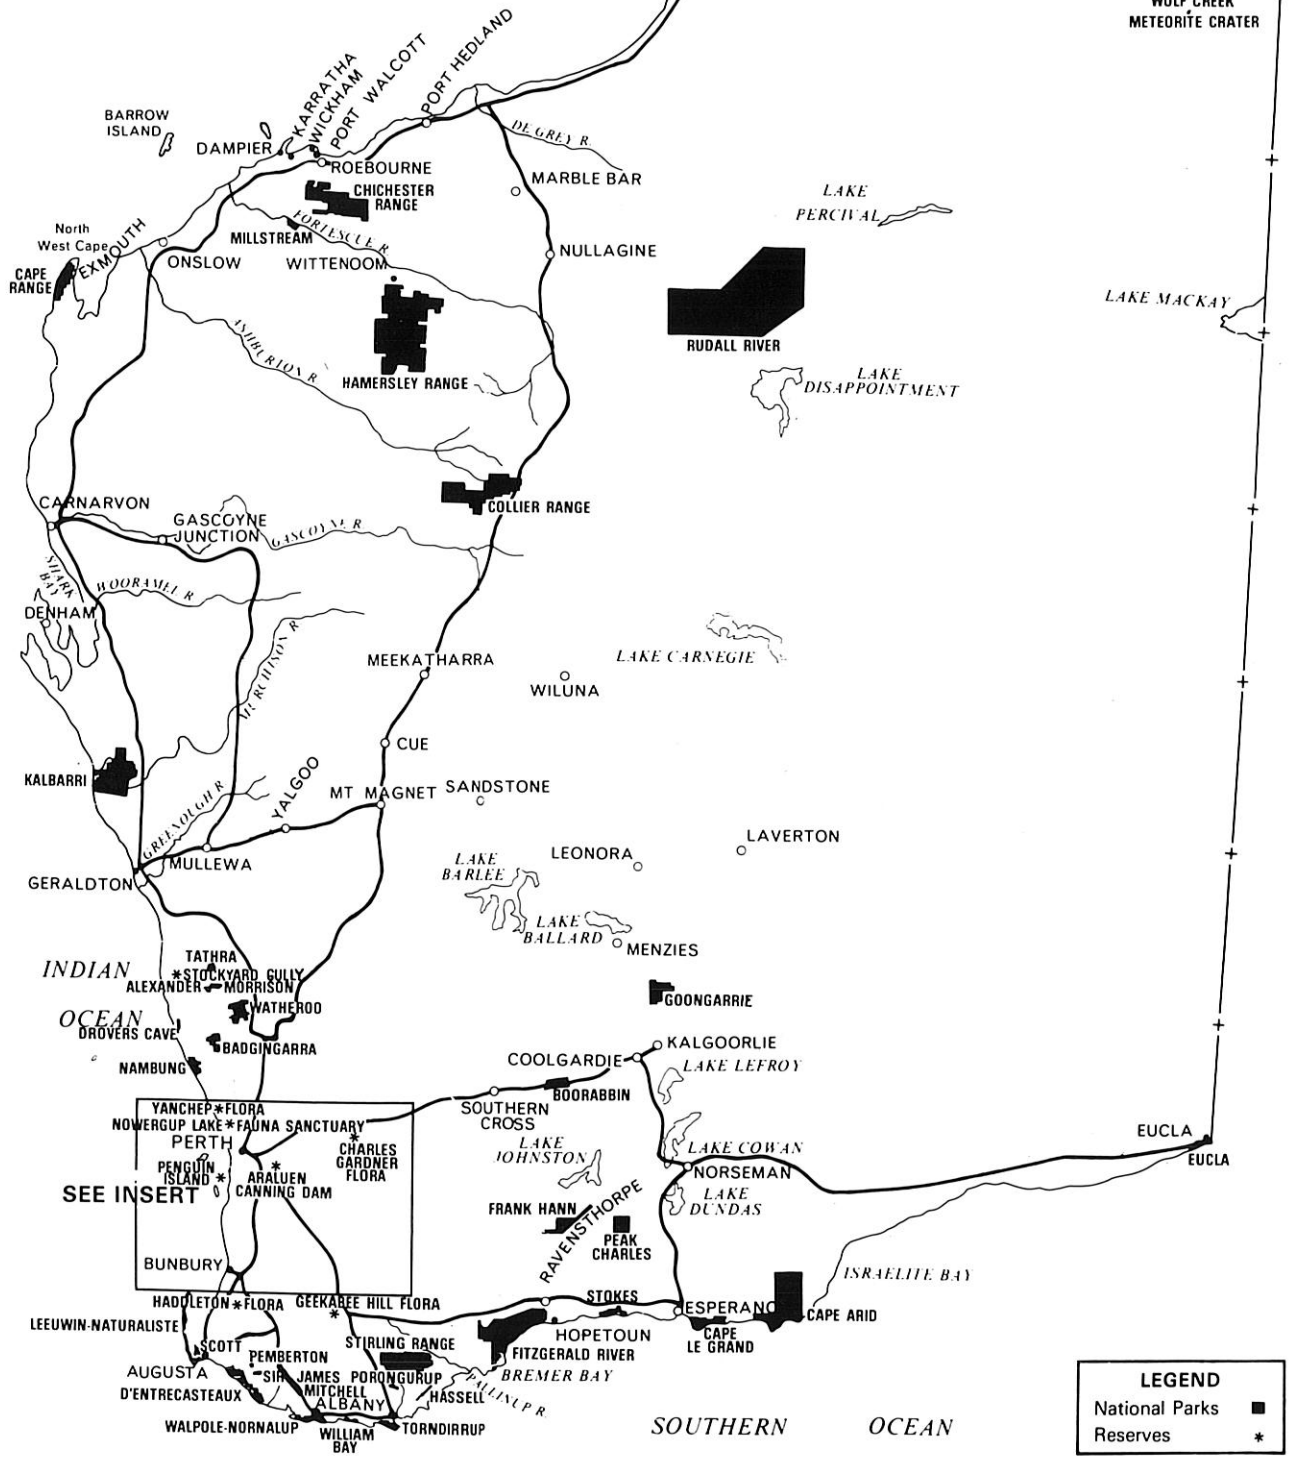 WOLF CREEK
METEORITE CRATER
KARRATHA
WICKHAM
PORT WALCOTT
PORT HEDLAND
BARROW
ISLAND
DAMPIER
DE GREY R.
ROEBOURNE
MARBLE BAR
CHICHESTER
RANGE
LAKE
PERCIVAL
North
West Cape
EXMOUTH
MILLSTREAM
FORTESCUE R.
ONSLOW
WITTENOOM
NULLAGINE
CAPE
RANGE
LAKE MACKAY
ASHBURTON R.
RUDALL RIVER
HAMERSLEY RANGE
LAKE
DISAPPOINTMENT
CARNARVON
COLLIER RANGE
GASCOYNE
JUNCTION
GASCOYNE R.
SHARK
BAY
WOORAMEL R.
DENHAM
MURCHISON R.
MEEKATHARRA
LAKE CARNEGIE
WILUNA
CUE
KALBARRI
YALGOO
MT MAGNET
SANDSTONE
GREENOUGH R.
MULLEWA
LAVERTON
LEONORA
LAKE
BARLEE
GERALDTON
LAKE
BALLARD
MENZIES
INDIAN
OCEAN
TATHRA
*STOCKYARD GULLY
ALEXANDER MORRISON
WATHEROO
GOONGARRIE
DROVERS CAVE
BADGINGARRA
NAMBUNG
KALGOORLIE
COOLGARDIE
LAKE LEFROY
BOORABBIN
SOUTHERN
CROSS
YANCHEP *FLORA
NOWERGUP LAKE * FAUNA SANCTUARY
PERTH
*
CHARLES
GARDNER
FLORA
PENGUIN
ISLAND *
*
ARALUEN
CANNING DAM
SEE INSERT
LAKE
JOHNSTON
LAKE COWAN
NORSEMAN
EUCLA
EUCLA
LAKE
DUNDAS
FRANK HANN
RAVENSTHORPE
PEAK
CHARLES
BUNBURY
ISRAELITE BAY
HADDLETON *FLORA
GEEKABEE HILL FLORA
*
STOKES
ESPERANCE
CAPE ARID
LEEUWIN-NATURALISTE
HOPETOUN
CAPE
LE GRAND
STIRLING RANGE
FITZGERALD RIVER
SCOTT
PEMBERTON
AUGUSTA
SIR JAMES
MITCHELL
PORONGURUP
BREMER BAY
D'ENTRECASTEAUX
HASSELL
PALLINUP R.
ALBANY
WALPOLE-NORNALUP
WILLIAM
BAY
TORNDIRRUP
SOUTHERN OCEAN
LEGEND
National Parks
Reserves *